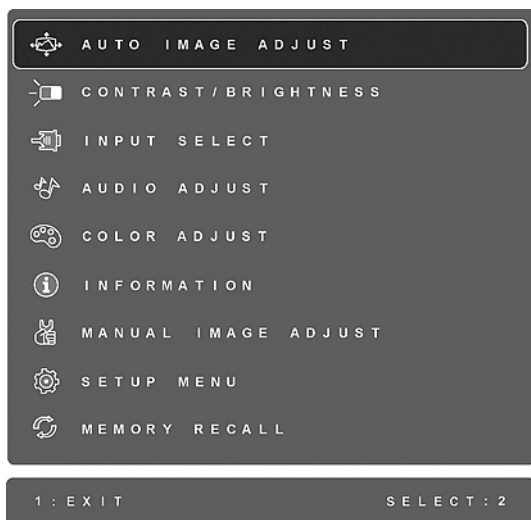 AUTO IMAGE ADJUST
CONTRAST/BRIGHTNESS
INPUT SELECT
AUDIO ADJUST
COLOR ADJUST
INFORMATION
MANUAL IMAGE ADJUST
SETUP MENU
MEMORY RECALL
1:EXIT SELECT:2